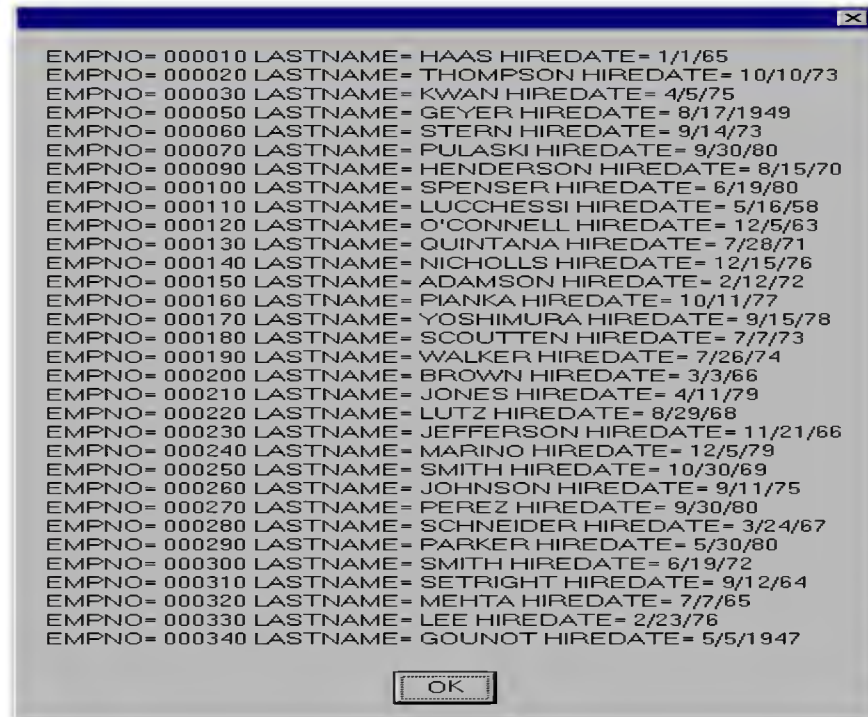 EMPNO= 000010 LASTNAME= HAAS HIREDATE= 1/1/65
EMPNO= 000020 LASTNAME= THOMPSON HIREDATE= 10/10/73
EMPNO= 000030 LASTNAME= KWAN HIREDATE= 4/5/75
EMPNO= 000050 LASTNAME= GEYER HIREDATE= 8/17/1949
EMPNO= 000060 LASTNAME= STERN HIREDATE= 9/14/73
EMPNO= 000070 LASTNAME= PULASKI HIREDATE= 9/30/80
EMPNO= 000090 LASTNAME= HENDERSON HIREDATE= 8/15/70
EMPNO= 000100 LASTNAME= SPENSER HIREDATE= 6/19/80
EMPNO= 000110 LASTNAME= LUCCHESSI HIREDATE= 5/16/58
EMPNO= 000120 LASTNAME= O'CONNELL HIREDATE= 12/5/63
EMPNO= 000130 LASTNAME= QUINTANA HIREDATE= 7/28/71
EMPNO= 000140 LASTNAME= NICHOLLS HIREDATE= 12/15/76
EMPNO= 000150 LASTNAME= ADAMSON HIREDATE= 2/12/72
EMPNO= 000160 LASTNAME= PIANKA HIREDATE= 10/11/77
EMPNO= 000170 LASTNAME= YOSHIMURA HIREDATE= 9/15/78
EMPNO= 000180 LASTNAME= SCOUTTEN HIREDATE= 7/7/73
EMPNO= 000190 LASTNAME= WALKER HIREDATE= 7/26/74
EMPNO= 000200 LASTNAME= BROWN HIREDATE= 3/3/66
EMPNO= 000210 LASTNAME= JONES HIREDATE= 4/11/79
EMPNO= 000220 LASTNAME= LUTZ HIREDATE= 8/29/68
EMPNO= 000230 LASTNAME= JEFFERSON HIREDATE= 11/21/66
EMPNO= 000240 LASTNAME= MARINO HIREDATE= 12/5/79
EMPNO= 000250 LASTNAME= SMITH HIREDATE= 10/30/69
EMPNO= 000260 LASTNAME= JOHNSON HIREDATE= 9/11/75
EMPNO= 000270 LASTNAME= PEREZ HIREDATE= 9/30/80
EMPNO= 000280 LASTNAME= SCHNEIDER HIREDATE= 3/24/67
EMPNO= 000290 LASTNAME= PARKER HIREDATE= 5/30/80
EMPNO= 000300 LASTNAME= SMITH HIREDATE= 6/19/72
EMPNO= 000310 LASTNAME= SETRIGHT HIREDATE= 9/12/64
EMPNO= 000320 LASTNAME= MEHTA HIREDATE= 7/7/65
EMPNO= 000330 LASTNAME= LEE HIREDATE= 2/23/76
EMPNO= 000340 LASTNAME= GOUNOT HIREDATE= 5/5/1947
OK